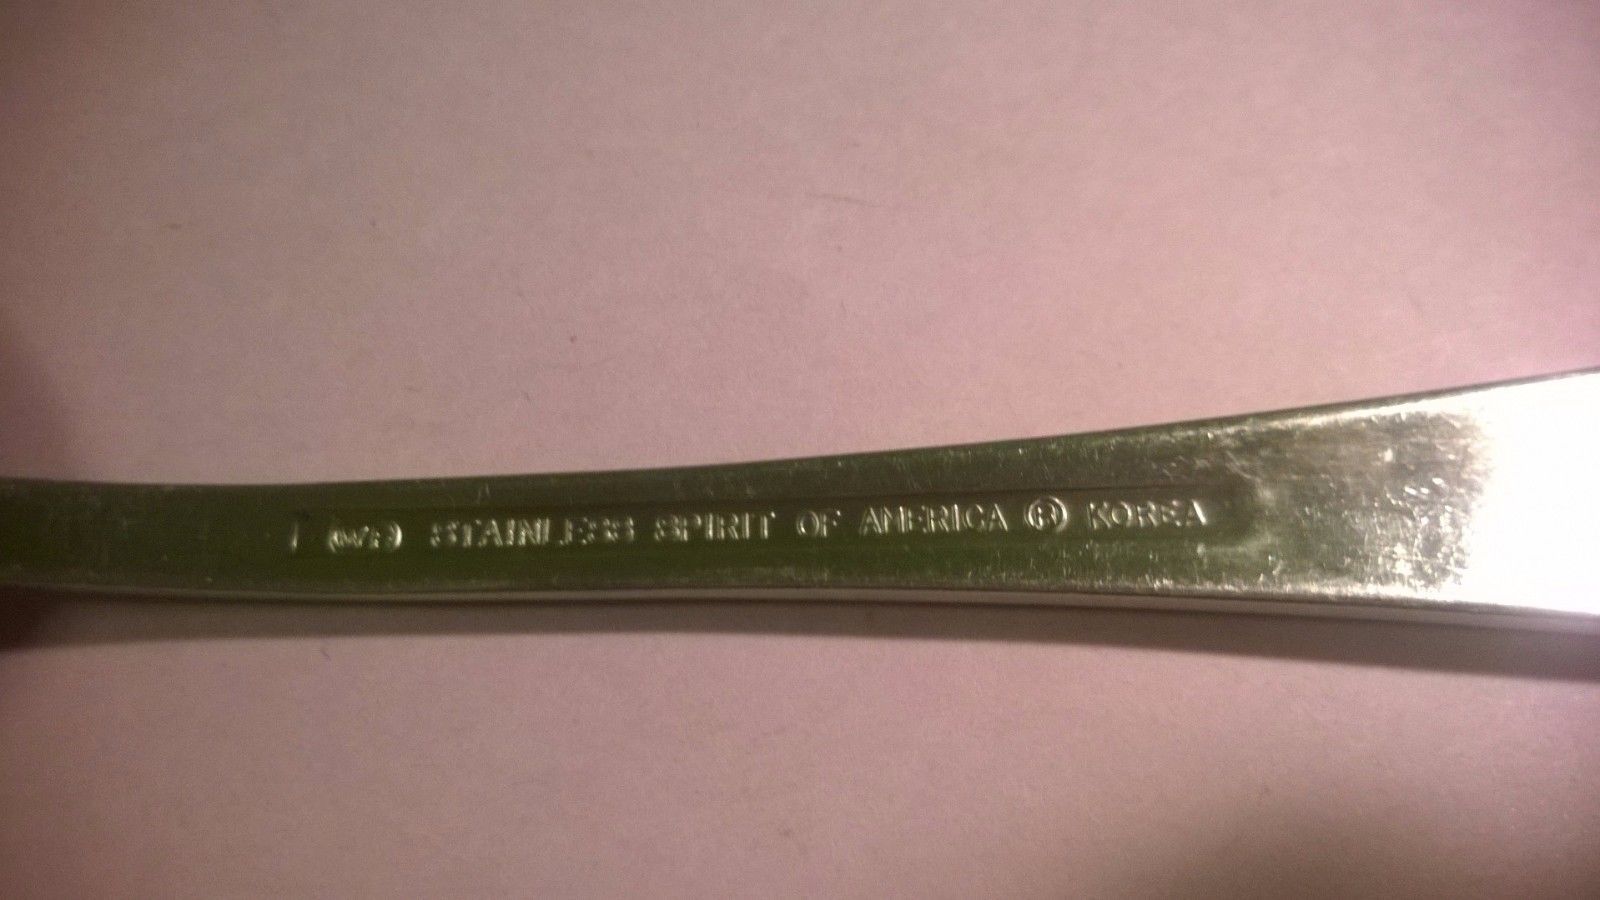 STAINLESS SPIRIT OF AMERICA ® KOREA